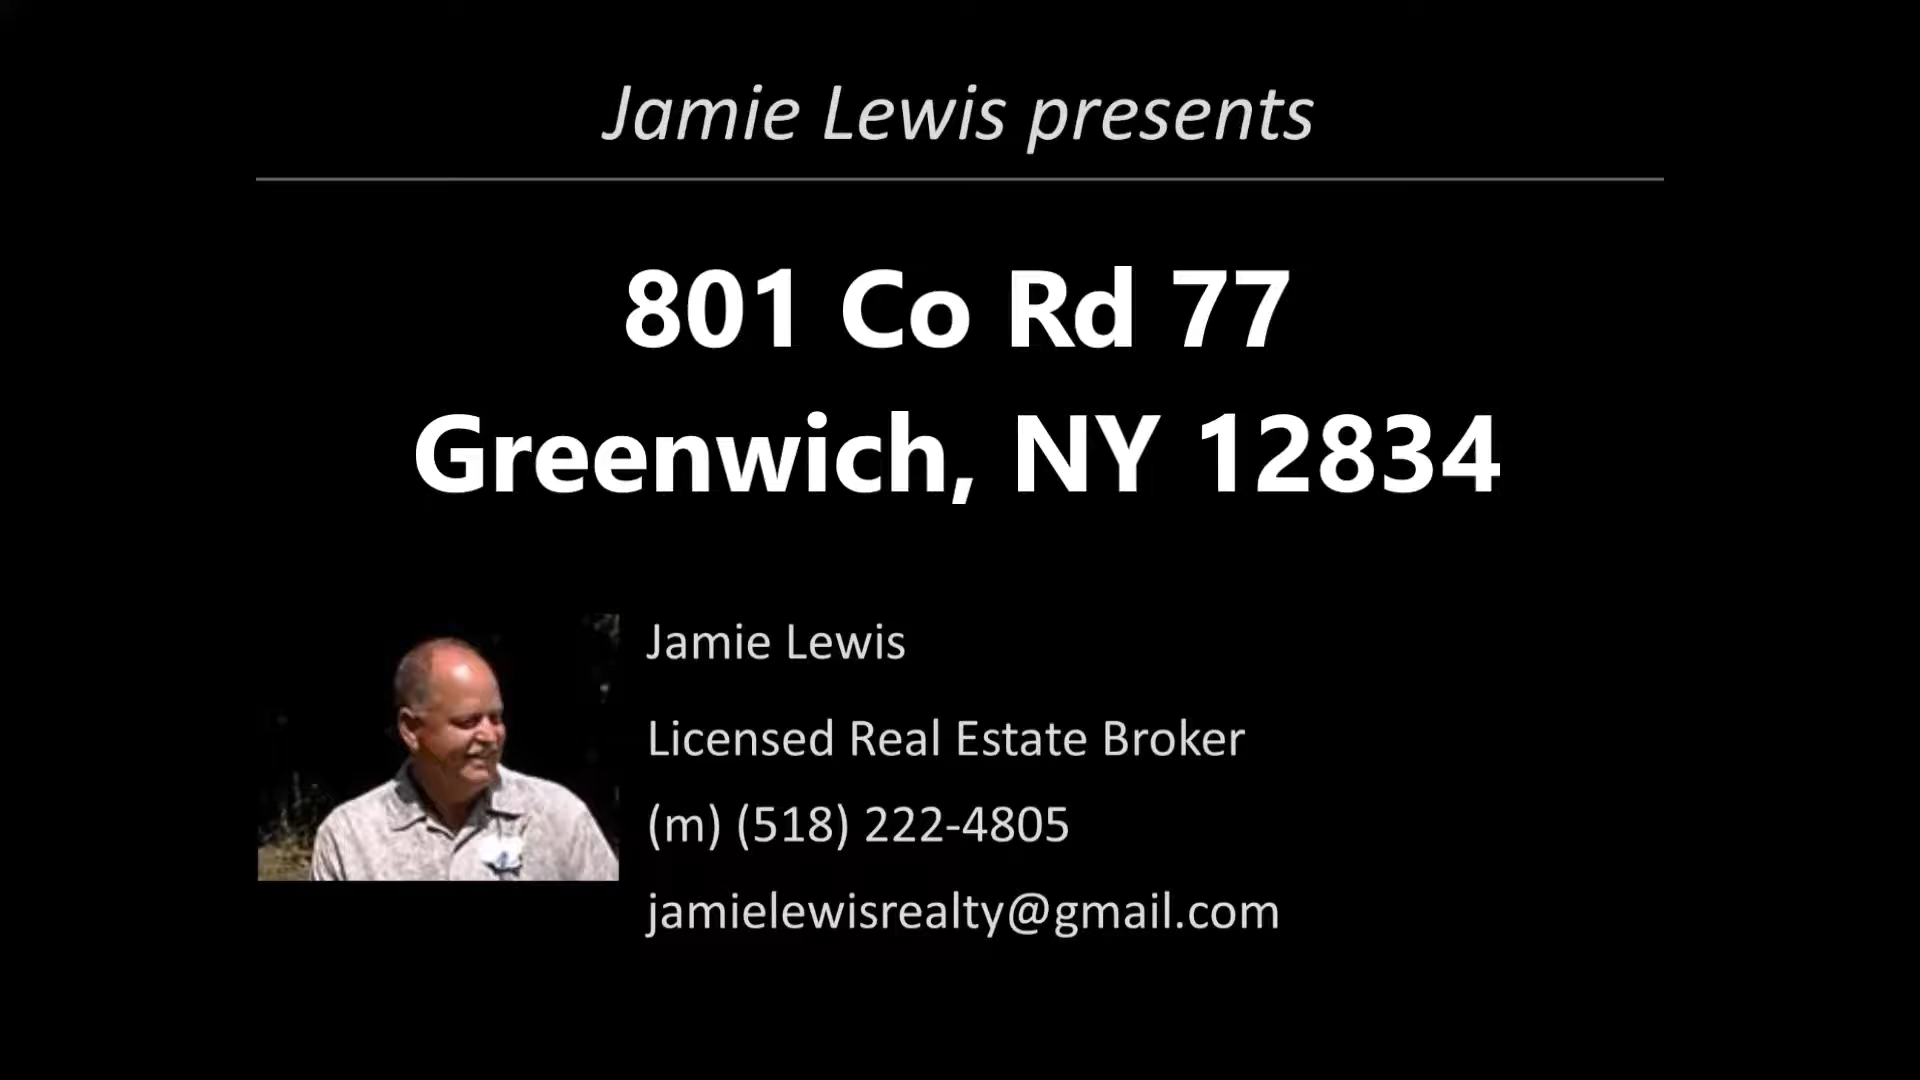 Jamie Lewis presents
801 Co Rd 77
Greenwich, NY 12834
Jamie Lewis
Licensed Real Estate Broker
(m) (518) 222-4805
jamielewisrealty@gmail.com